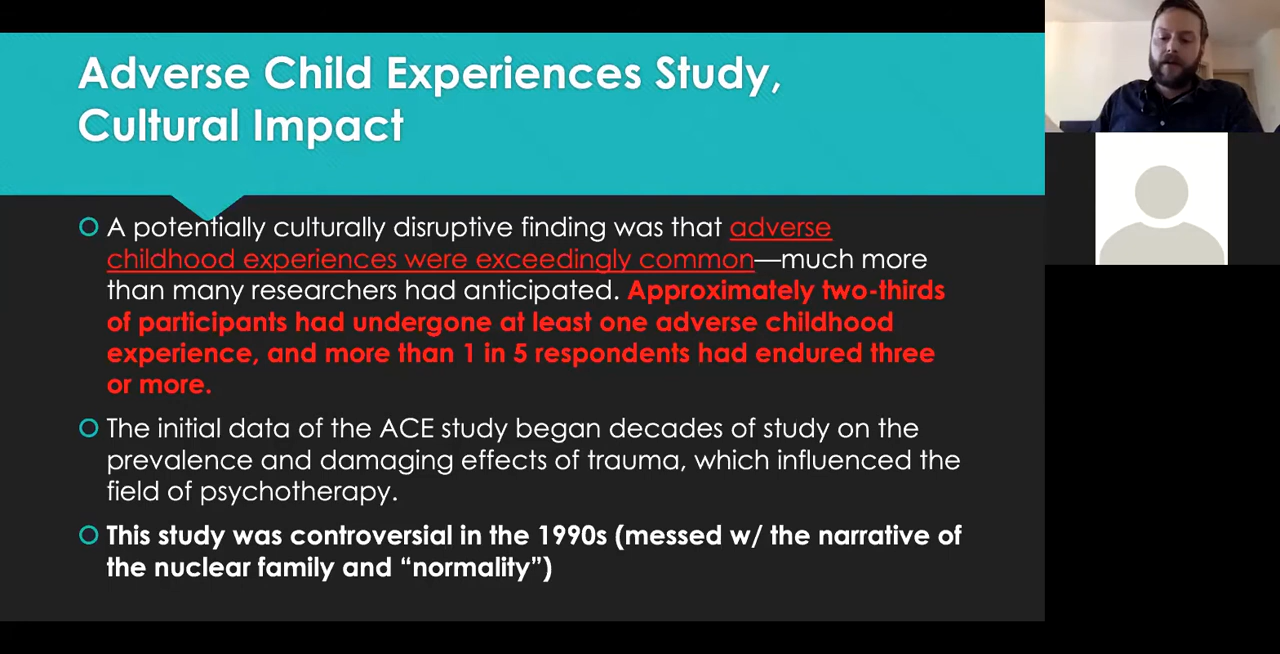 Adverse Child Experiences Study,
Cultural Impact
A potentially culturally disruptive finding was that adverse
childhood experiences were exceedingly common—much more
than many researchers had anticipated. Approximately two-thirds
of participants had undergone at least one adverse childhood
experience, and more than 1 in 5 respondents had endured three
or more.
The initial data of the ACE study began decades of study on the
prevalence and damaging effects of trauma, which influenced the
field of psychotherapy.
This study was controversial in the 1990s (messed w/ the narrative of
the nuclear family and “normality”)